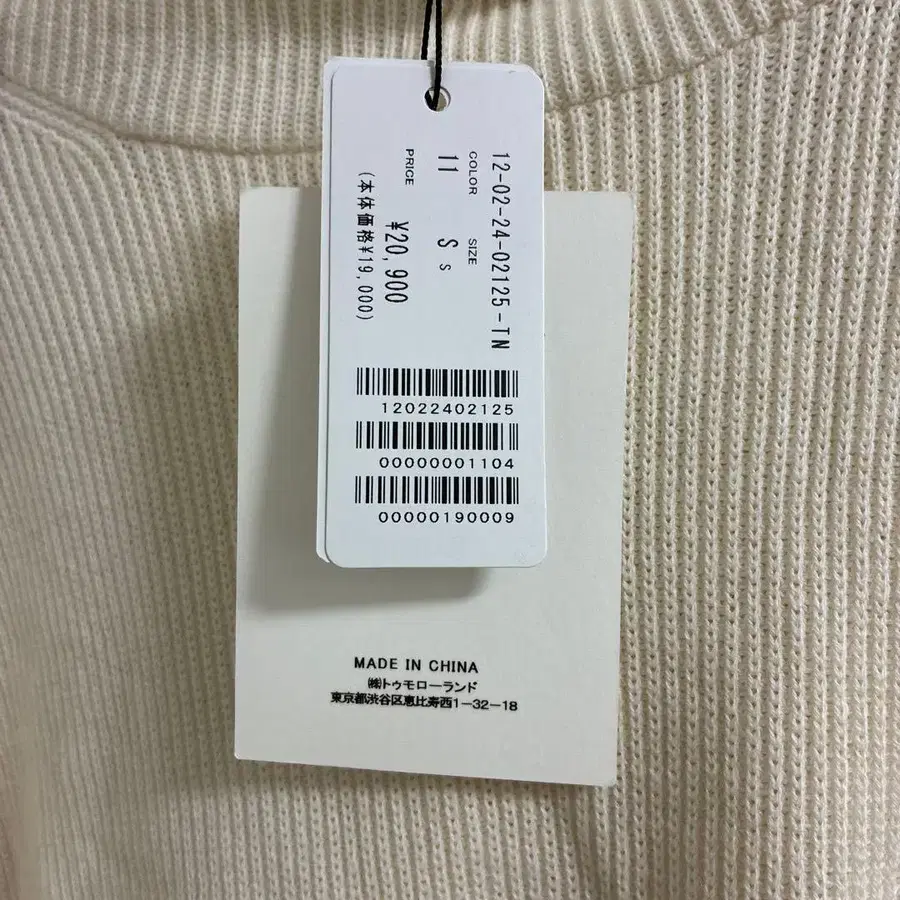 12-02-24-02125-TN
COLOR SIZE
11 S s
PRICE
¥20,900
(本体価格¥19,000)
12022402125
00000001104
00000190009
MADE IN CHINA
㈱トゥモローランド
東京都渋谷区恵比寿西1-32-18